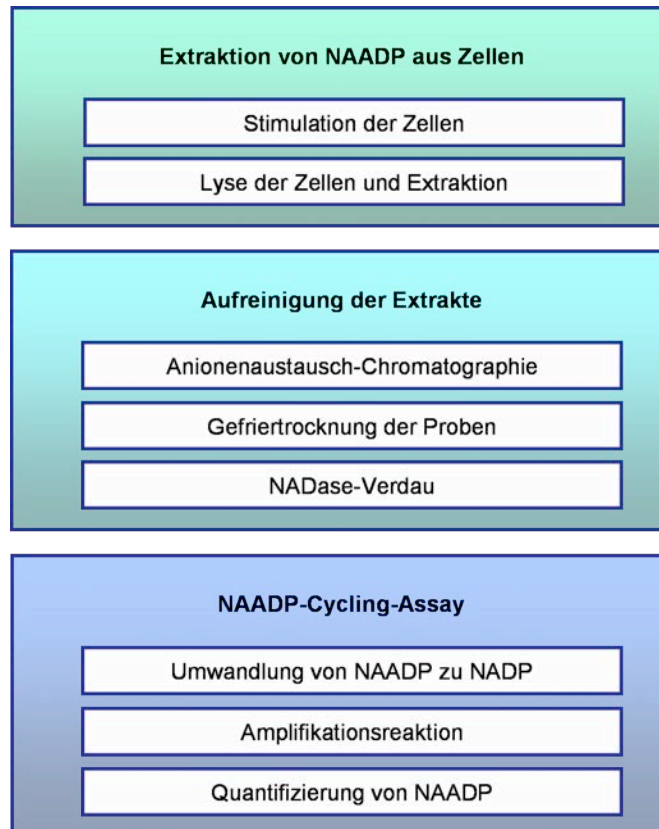 Extraktion von NAADP aus Zellen
Stimulation der Zellen
Lyse der Zellen und Extraktion
Aufreinigung der Extrakte
Anionenaustausch-Chromatographie
Gefriertrocknung der Proben
NADase-Verdau
NAADP-Cycling-Assay
Umwandlung von NAADP zu NADP
Amplifikationsreaktion
Quantifizierung von NAADP